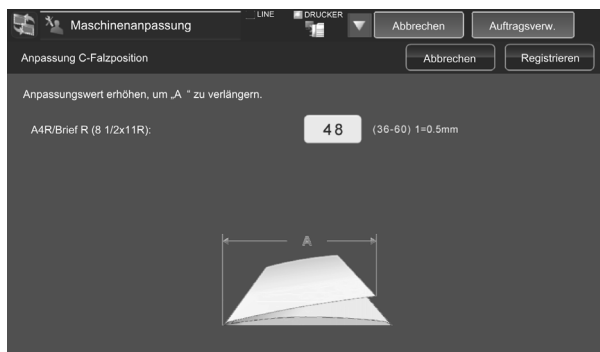 Maschinenanpassung
LINE
DRUCKER
Abbrechen
Auftragsverw.
Anpassung C-Falzposition
Abbrechen
Registrieren
Anpassungswert erhöhen, um „A “ zu verlängern.
A4R/Brief R (8 1/2x11R):
48
(36-60) 1=0.5mm
A